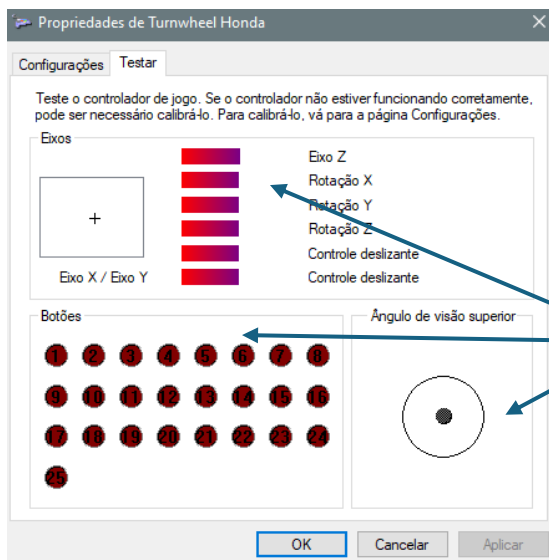 Propriedades de Turnwheel Honda
Configurações Testar
Teste o controlador de jogo. Se o controlador não estiver funcionando corretamente,
pode ser necessário calibrá-lo. Para calibrá-lo, vá para a página Configurações.
Eixos
Eixo Z
Rotação X
Rotação Y
Rotação Z
Controle deslizante
Controle deslizante
Eixo X / Eixo Y
Botões
1 2 3 4 5 6 7 8
9 10 11 12 13 14 15 16
17 18 19 20 21 22 23 24
25
Ângulo de visão superior
OK Cancelar Aplicar